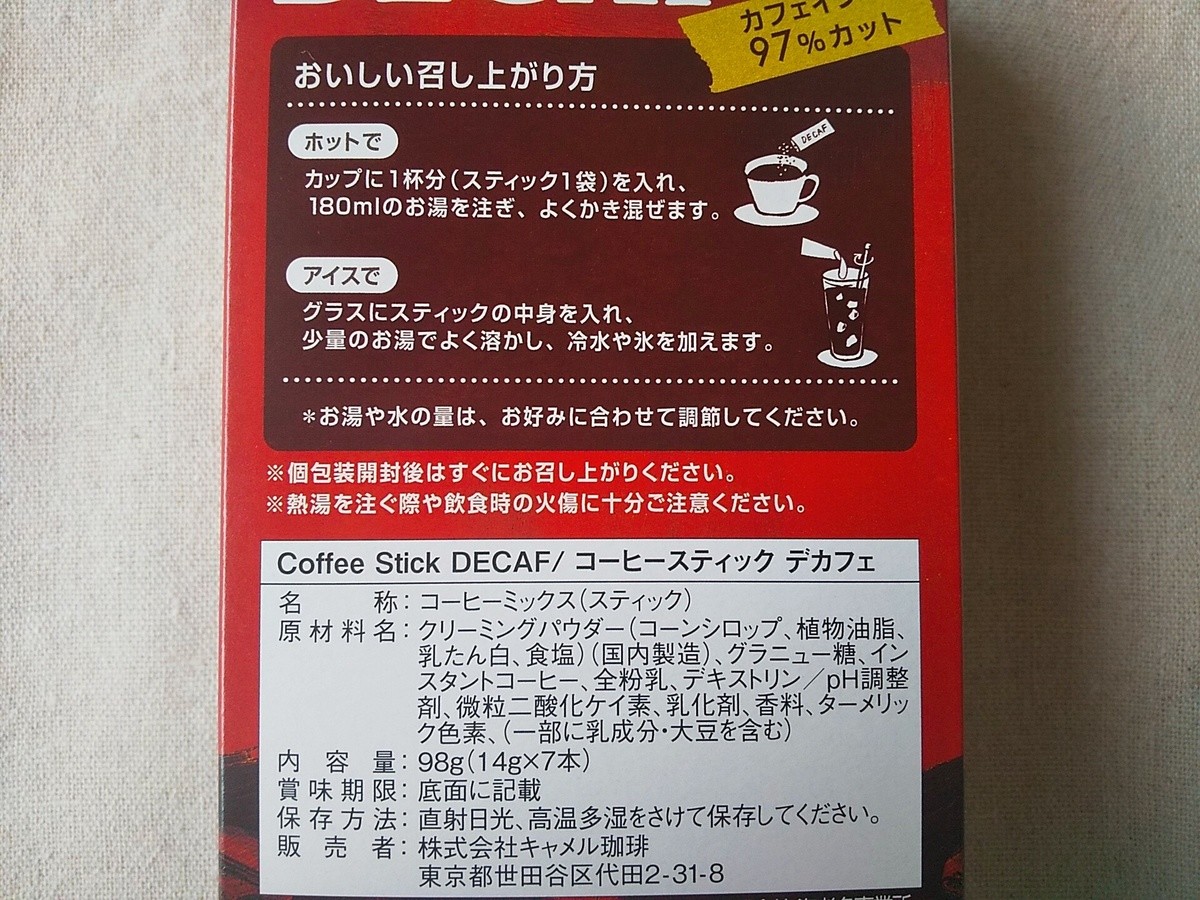 DECAF
カフェイン
97%カット
おいしい召し上がり方
ホットで
カップに1杯分(スティック1袋)を入れ、
180mlのお湯を注ぎ、よくかき混ぜます。
DECAF
アイスで
グラスにスティックの中身を入れ、
少量のお湯でよく溶かし、冷水や氷を加えます。
*お湯や水の量は、お好みに合わせて調節してください。
※個包装開封後はすぐにお召し上がりください。
※熱湯を注ぐ際や飲食時の火傷に十分ご注意ください。
Coffee Stick DECAF/ コーヒースティック デカフェ
名称:コーヒーミックス(スティック)
原材料名:クリーミングパウダー(コーンシロップ、植物油脂、
乳たん白、食塩)(国内製造)、グラニュー糖、イン
スタントコーヒー、全粉乳、デキストリン/pH調整
剤、微粒二酸化ケイ素、乳化剤、香料、ターメリッ
ク色素、(一部に乳成分・大豆を含む)
内容量:98g(14g×7本)
賞味期限:底面に記載
保存方法:直射日光、高温多湿をさけて保存してください。
販売者:株式会社キャメル珈琲
東京都世田谷区代田2-31-8